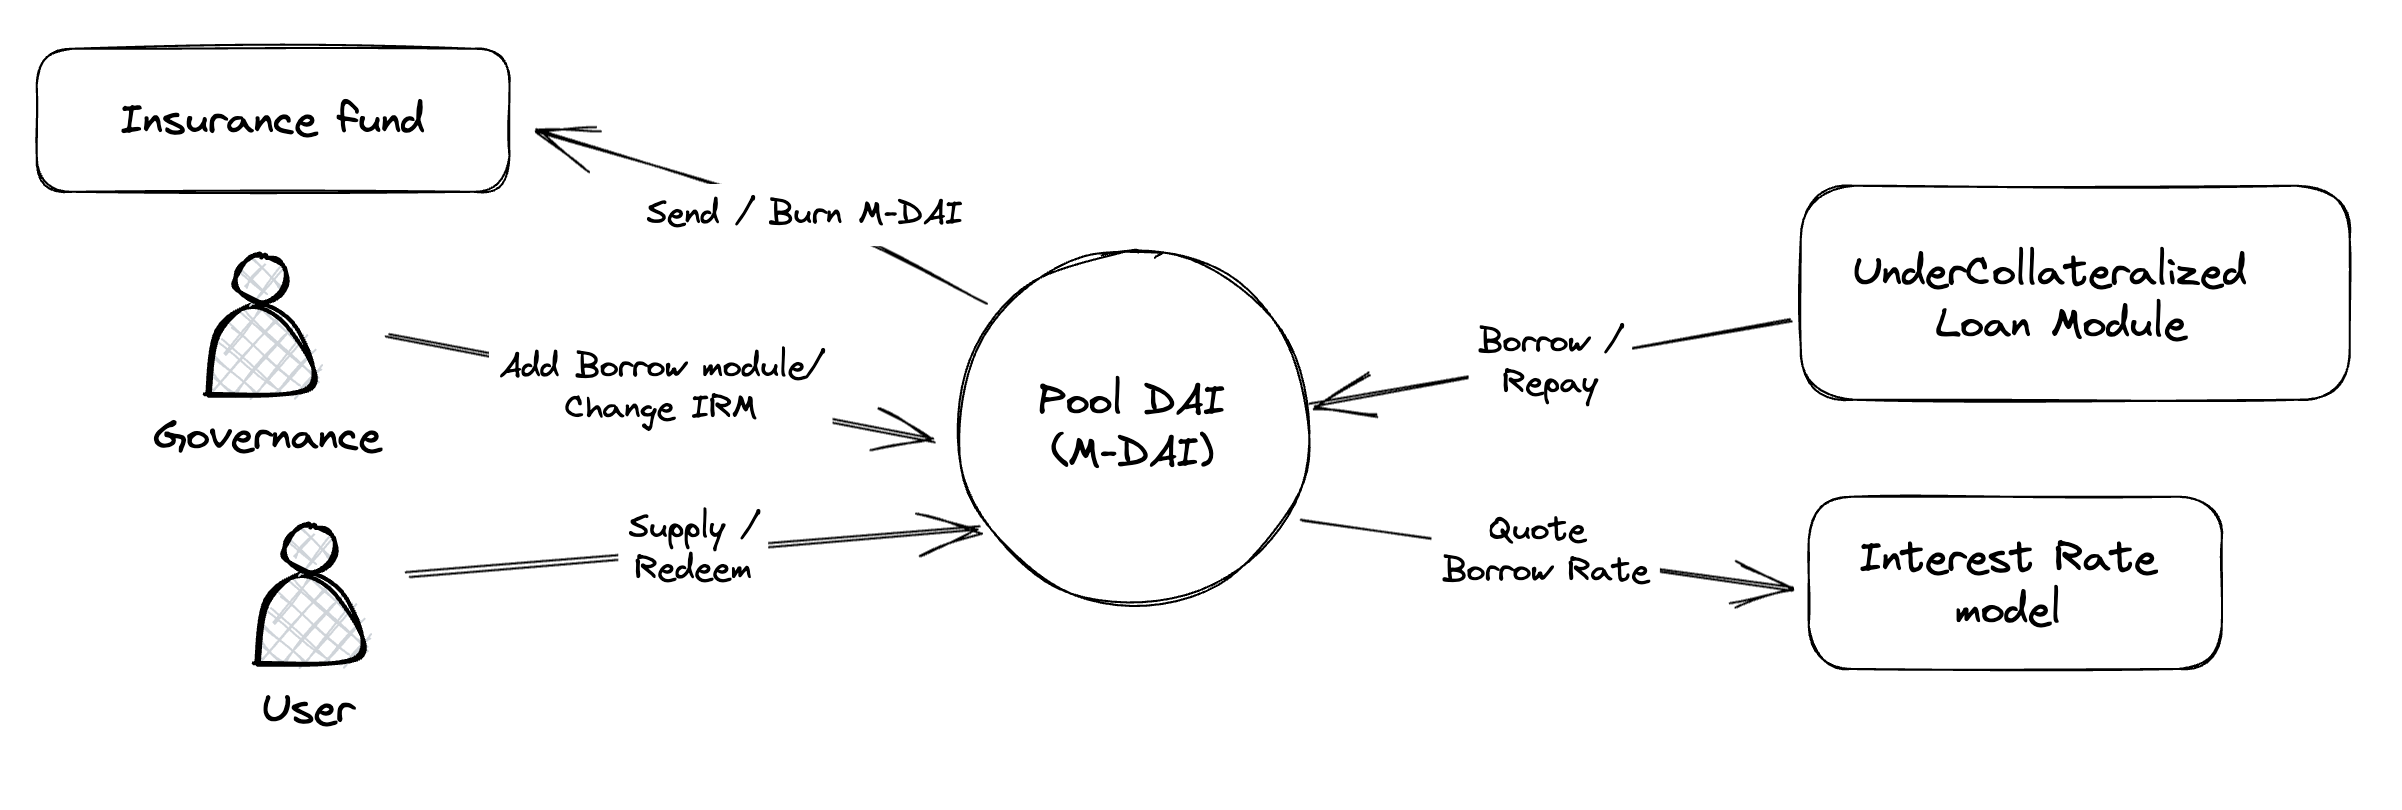 Insurance fund
Send / Burn M-DAI
UnderCollateralized
Loan Module
Borrow /
Repay
Add Borrow module/
Change IRM
Governance
Pool DAI
(M-DAI)
Supply /
Redeem
Quote
Borrow Rate
Interest Rate
model
User